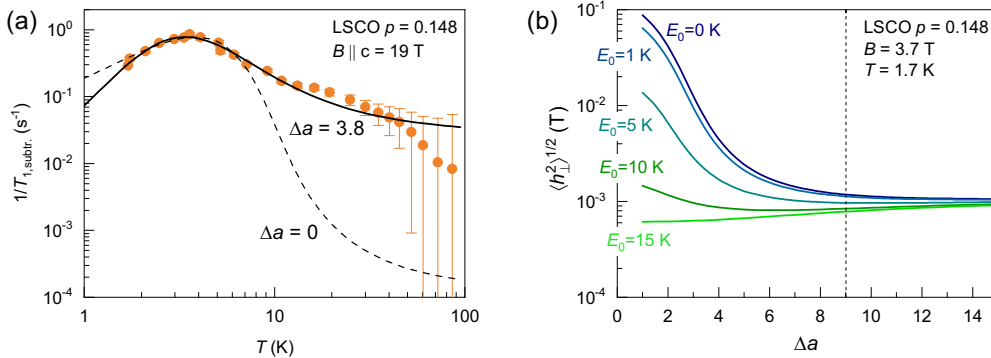 (a)
LSCO p = 0.148
B || c = 19 T
Δa = 3.8
Δa = 0
1/T1,subtr. (s-1)
10^0
10^-1
10^-2
10^-3
10^-4
1 10 100
T (K)
(b)
LSCO p = 0.148
B = 3.7 T
T = 1.7 K
E0=0 K
E0=1 K
E0=5 K
E0=10 K
E0=15 K
⟨h⊥^2⟩^1/2 (T)
10^-1
10^-2
10^-3
10^-4
0 2 4 6 8 10 12 14
Δa